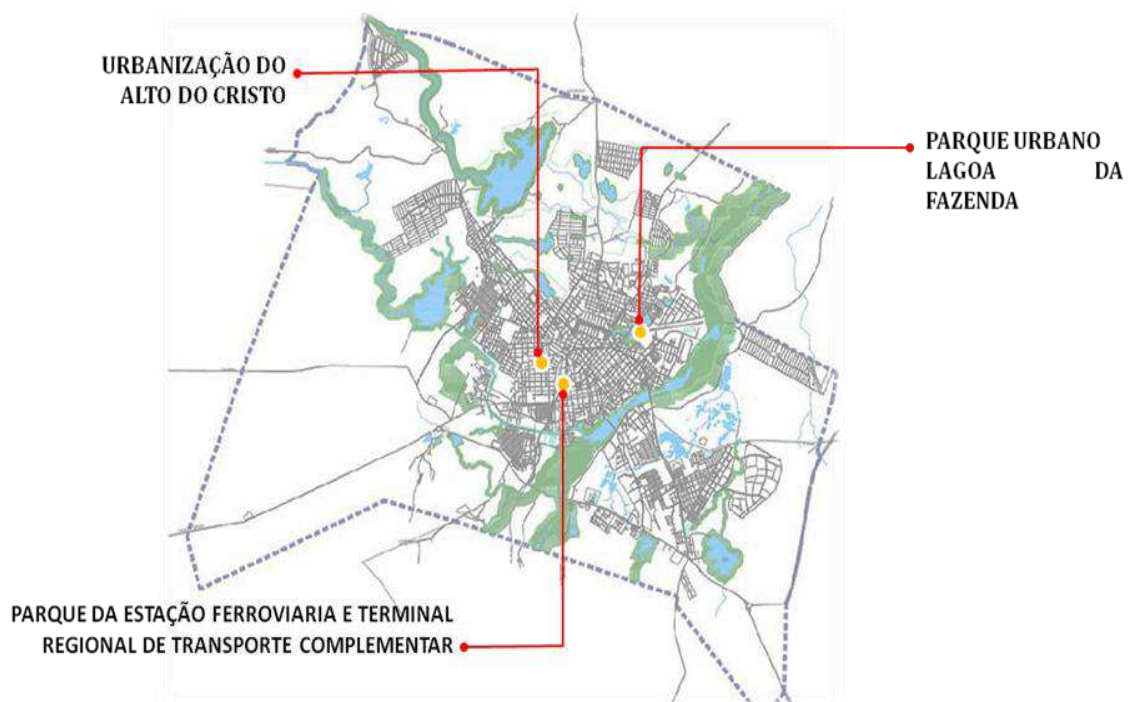 URBANIZAÇÃO DO
ALTO DO CRISTO
PARQUE URBANO
LAGOA DA
FAZENDA
PARQUE DA ESTAÇÃO FERROVIARIA E TERMINAL
REGIONAL DE TRANSPORTE COMPLEMENTAR